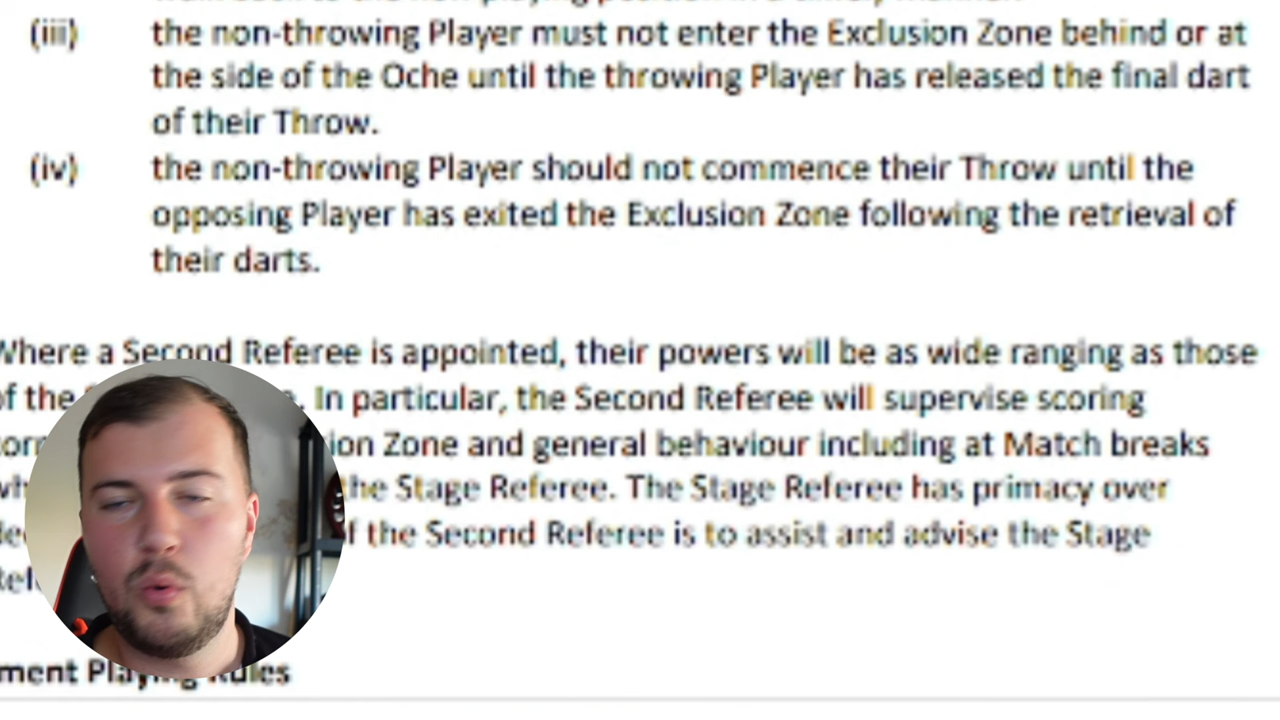 (iii) the non-throwing Player must not enter the Exclusion Zone behind or at
the side of the Oche until the throwing Player has released the final dart
of their Throw.
(iv) the non-throwing Player should not commence their Throw until the
opposing Player has exited the Exclusion Zone following the retrieval of
their darts.
Where a Second Referee is appointed, their powers will be as wide ranging as those
of the In particular, the Second Referee will supervise scoring
ion Zone and general behaviour including at Match breaks
the Stage Referee. The Stage Referee has primacy over
f the Second Referee is to assist and advise the Stage
ment Playing Rules